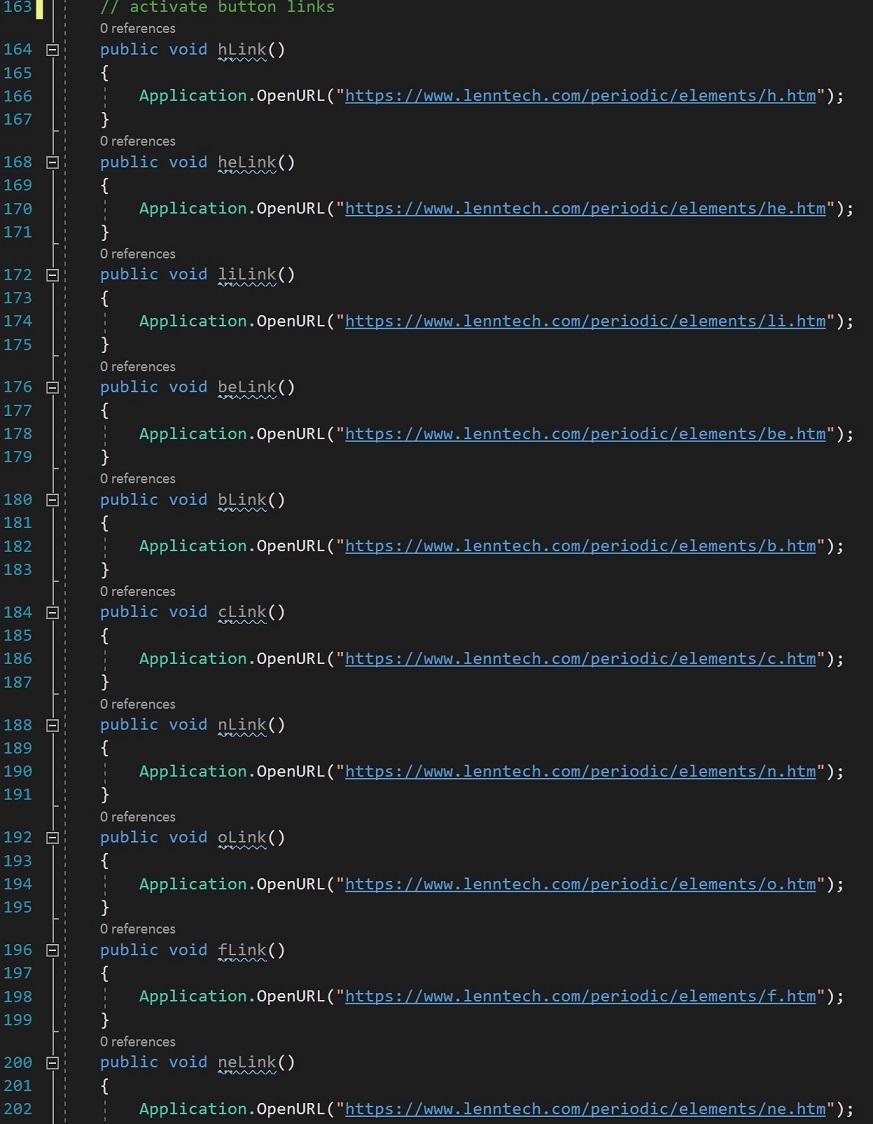 163 // activate button links
0 references
164 public void hLink()
165 {
166 Application.OpenURL("https://www.lenntech.com/periodic/elements/h.htm");
167 }
0 references
168 public void heLink()
169 {
170 Application.OpenURL("https://www.lenntech.com/periodic/elements/he.htm");
171 }
0 references
172 public void liLink()
173 {
174 Application.OpenURL("https://www.lenntech.com/periodic/elements/li.htm");
175 }
0 references
176 public void beLink()
177 {
178 Application.OpenURL("https://www.lenntech.com/periodic/elements/be.htm");
179 }
0 references
180 public void bLink()
181 {
182 Application.OpenURL("https://www.lenntech.com/periodic/elements/b.htm");
183 }
0 references
184 public void cLink()
185 {
186 Application.OpenURL("https://www.lenntech.com/periodic/elements/c.htm");
187 }
0 references
188 public void nLink()
189 {
190 Application.OpenURL("https://www.lenntech.com/periodic/elements/n.htm");
191 }
0 references
192 public void oLink()
193 {
194 Application.OpenURL("https://www.lenntech.com/periodic/elements/o.htm");
195 }
0 references
196 public void fLink()
197 {
198 Application.OpenURL("https://www.lenntech.com/periodic/elements/f.htm");
199 }
0 references
200 public void neLink()
201 {
202 Application.OpenURL("https://www.lenntech.com/periodic/elements/ne.htm");